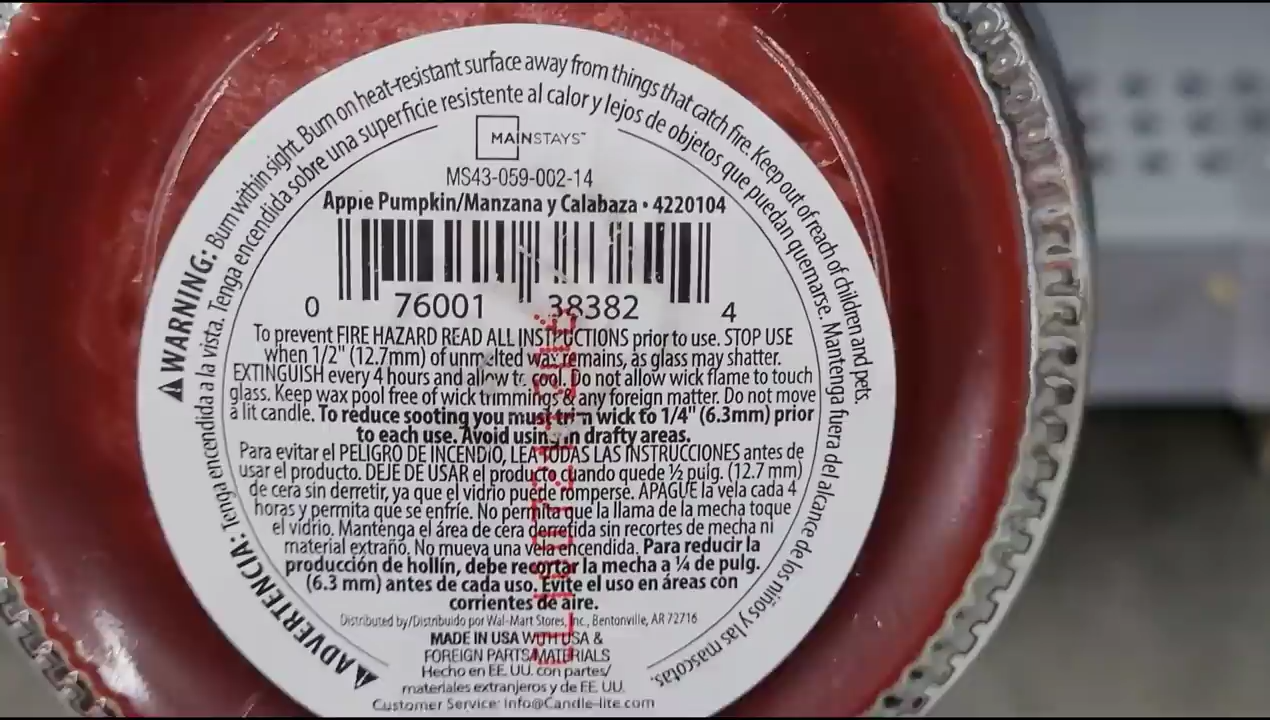 ⚠WARNING: Burn within sight. Burn on heat-resistant surface away from things that catch fire. Keep out of reach of children and pets.
⚠ADVERTENCIA: Tenga encendida a la vista. Tenga encendida sobre una superficie resistente al calor y lejos de objetos que puedan quemarse. Mantenga fuera del alcance de los niños y las mascotas.
MAINSTAYS™
MS43-059-002-14
Apple Pumpkin/Manzana y Calabaza • 4220104
0 76001 38382 4
To prevent FIRE HAZARD READ ALL INSTRUCTIONS prior to use. STOP USE
when 1/2" (12.7mm) of unmelted wax remains, as glass may shatter.
EXTINGUISH every 4 hours and allow to cool. Do not allow wick flame to touch
glass. Keep wax pool free of wick trimmings & any foreign matter. Do not move
a lit candle. To reduce sooting you must trim wick to 1/4" (6.3mm) prior
to each use. Avoid using in drafty areas.
Para evitar el PELIGRO DE INCENDIO, LEA TODAS LAS INSTRUCCIONES antes de
usar el producto. DEJE DE USAR el producto cuando quede ½ pulg. (12.7 mm)
de cera sin derretir, ya que el vidrio puede romperse. APAGUE la vela cada 4
horas y permita que se enfríe. No permita que la llama de la mecha toque
el vidrio. Mantenga el área de cera derretida sin recortes de mecha ni
material extraño. No mueva una vela encendida. Para reducir la
producción de hollín, debe recortar la mecha a ¼ de pulg.
(6.3 mm) antes de cada uso. Evite el uso en áreas con
corrientes de aire.
Distributed by/Distribuido por Wal-Mart Stores, Inc., Bentonville, AR 72716
MADE IN USA WITH USA &
FOREIGN PARTS/MATERIALS
Hecho en EE. UU. con partes/
materiales extranjeros y de EE. UU.
Customer Service: info@Candle-lite.com